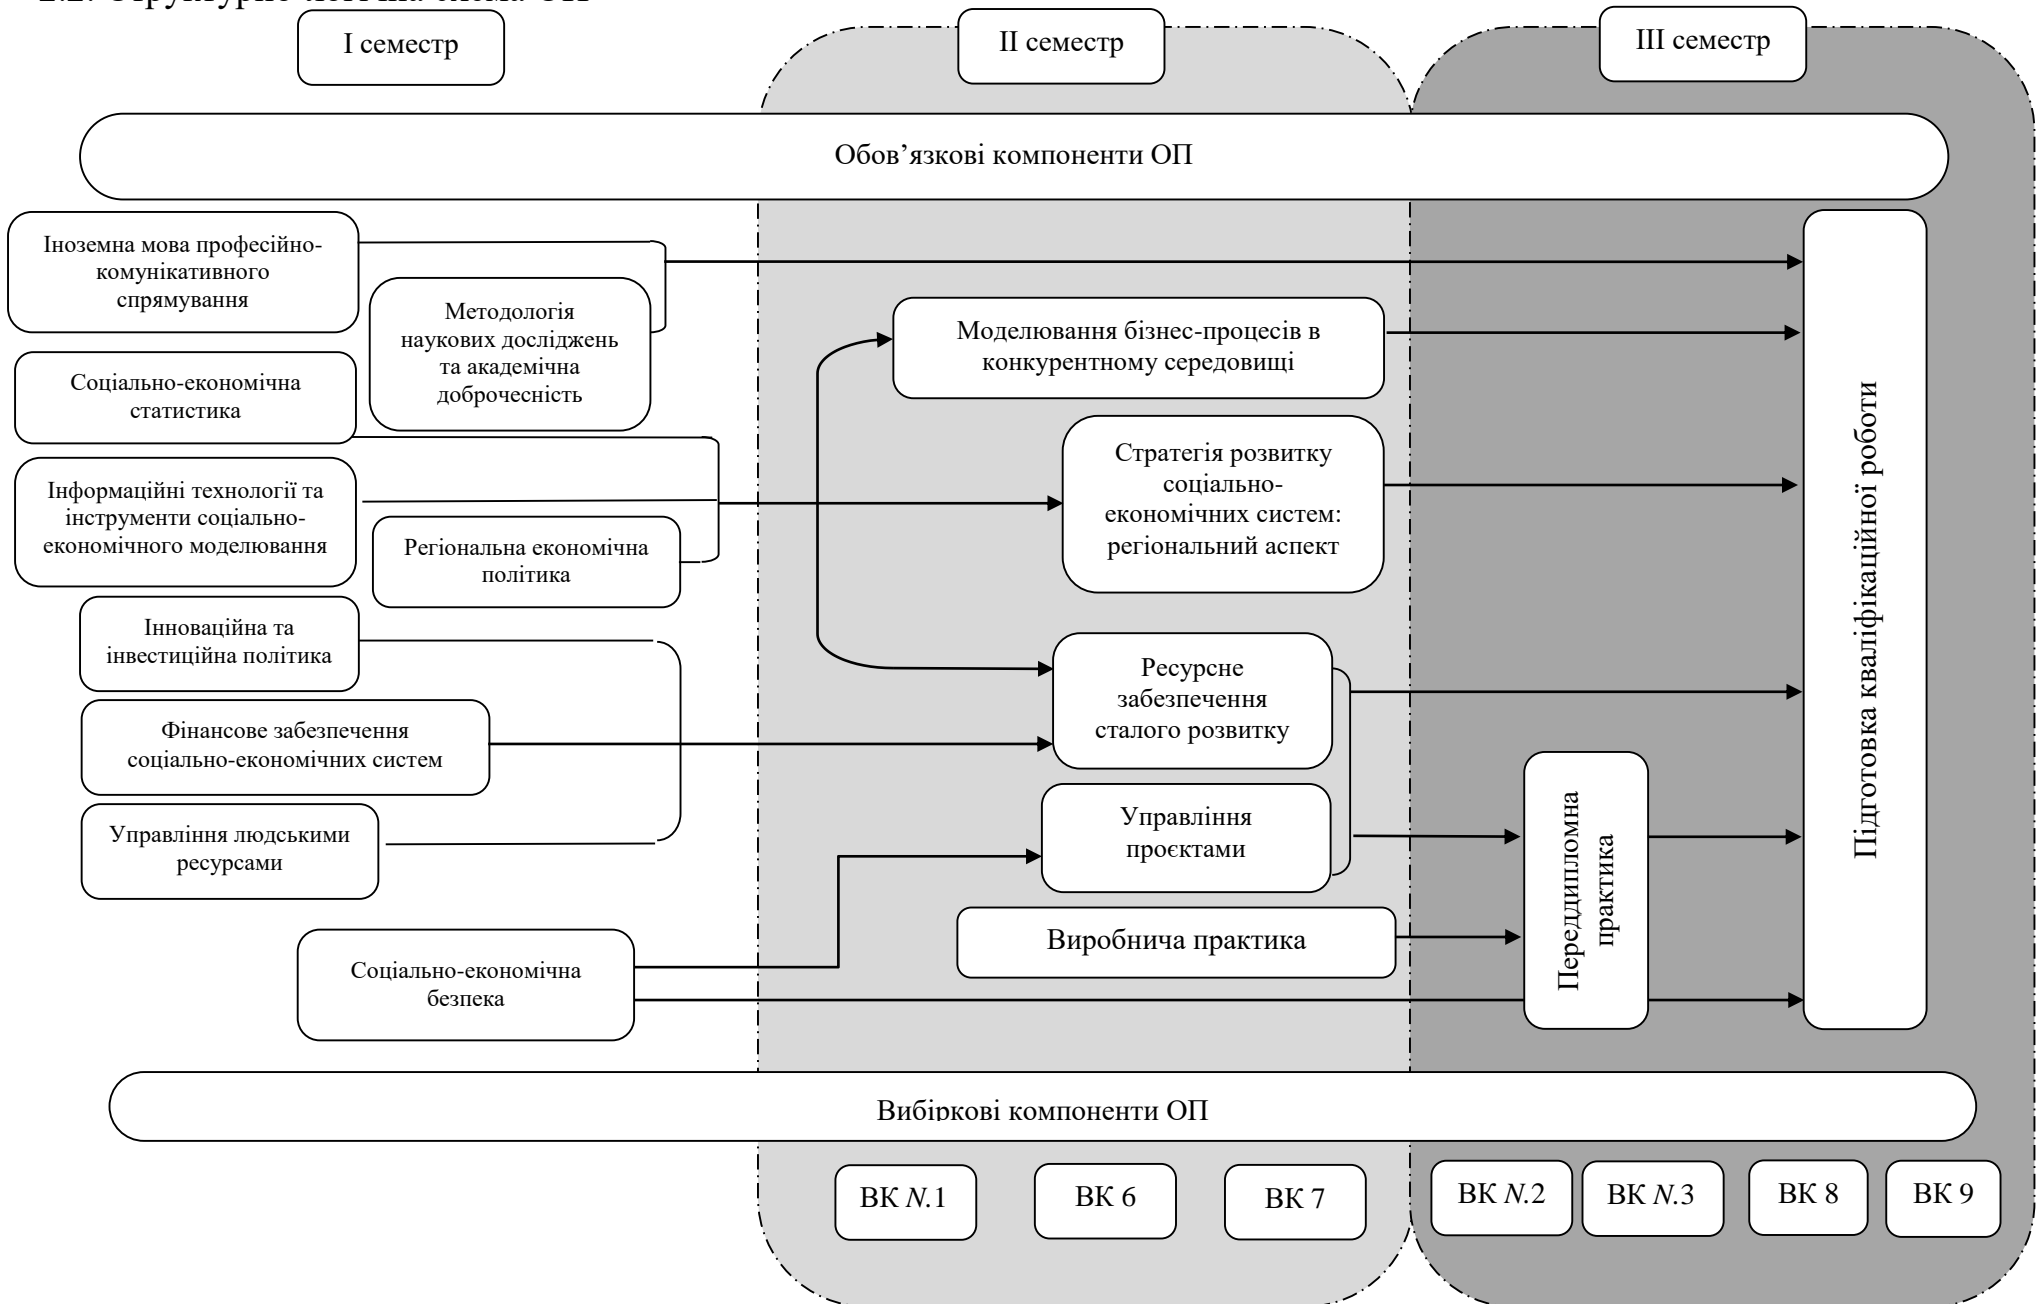 I семестр
II семестр
III семестр
Обов’язкові компоненти ОП
Іноземна мова професійно-
комунікативного
спрямування
Методологія
наукових досліджень
та академічна
доброчесність
Соціально-економічна
статистика
Інформаційні технології та
інструменти соціально-
економічного моделювання
Регіональна економічна
політика
Інноваційна та
інвестиційна політика
Фінансове забезпечення
соціально-економічних систем
Управління людськими
ресурсами
Соціально-економічна
безпека
Моделювання бізнес-процесів в
конкурентному середовищі
Стратегія розвитку
соціально-
економічних систем:
регіональний аспект
Ресурсне
забезпечення
сталого розвитку
Управління
проєктами
Виробнича практика
Переддипломна
практика
Підготовка кваліфікаційної роботи
Вибіркові компоненти ОП
ВК N.1
ВК 6
ВК 7
ВК N.2
ВК N.3
ВК 8
ВК 9